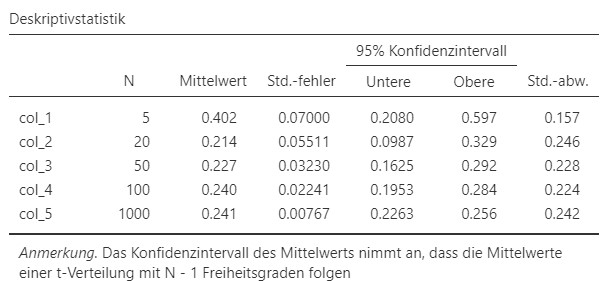 Deskriptivstatistik
95% Konfidenzintervall
N Mittelwert Std.-fehler Untere Obere Std.-abw.
col_1 5 0.402 0.07000 0.2080 0.597 0.157
col_2 20 0.214 0.05511 0.0987 0.329 0.246
col_3 50 0.227 0.03230 0.1625 0.292 0.228
col_4 100 0.240 0.02241 0.1953 0.284 0.224
col_5 1000 0.241 0.00767 0.2263 0.256 0.242
Anmerkung. Das Konfidenzintervall des Mittelwerts nimmt an, dass die Mittelwerte
einer t-Verteilung mit N - 1 Freiheitsgraden folgen